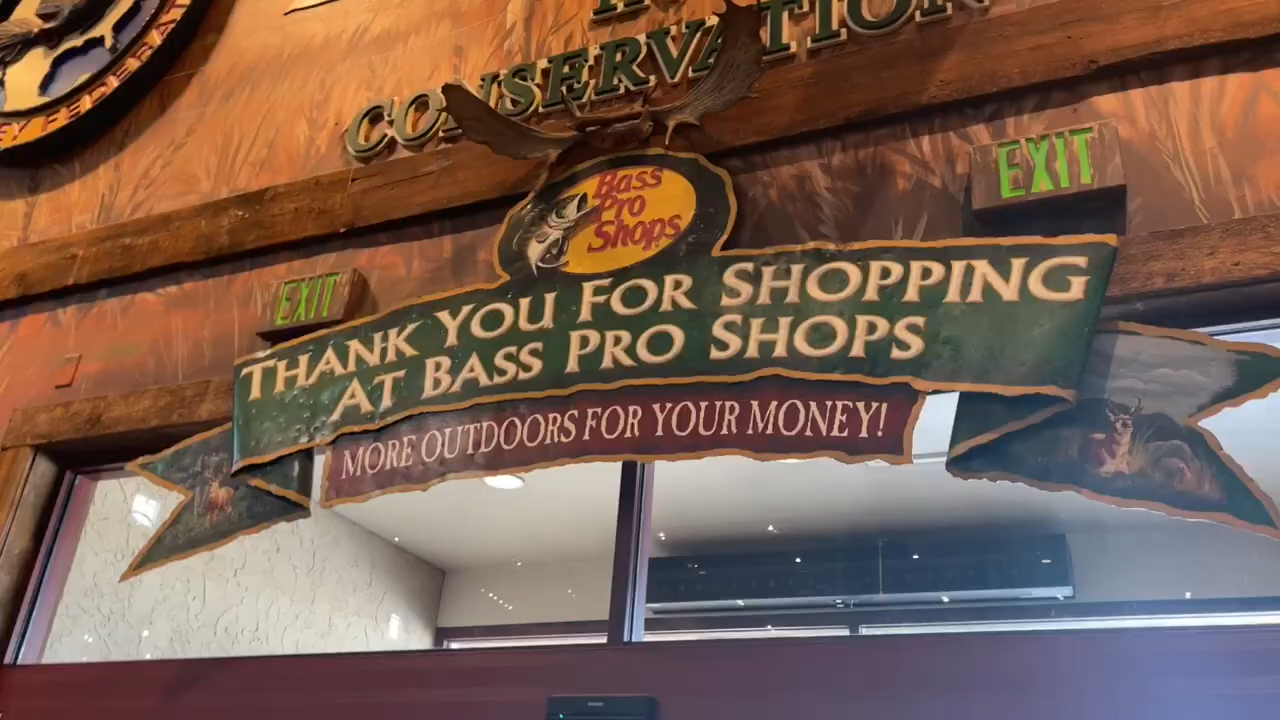 IN
CONSERVATION
EXIT
Bass
Pro
Shops
EXIT
THANK YOU FOR SHOPPING
AT BASS PRO SHOPS
MORE OUTDOORS FOR YOUR MONEY!